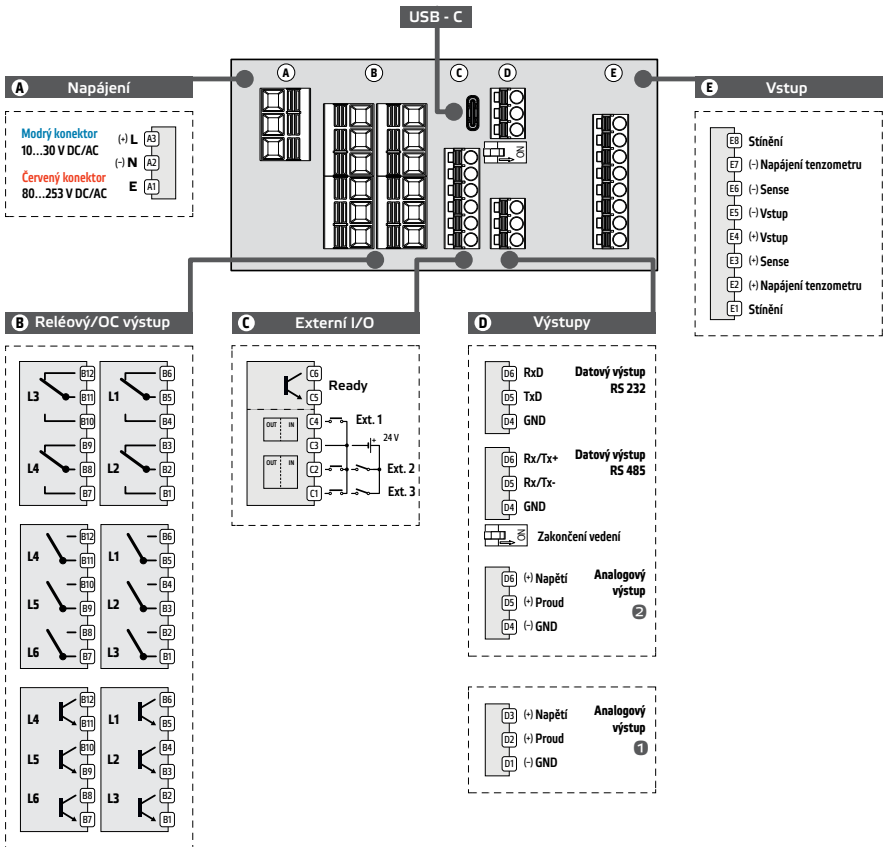 USB - C
A B C D E
ON
A Napájení
Modrý konektor
10...30 V DC/AC
Červený konektor
80...253 V DC/AC
(+) L A3
(-) N A2
E A1
E Vstup
E8 Stínění
E7 (-) Napájení tenzometru
E6 (-) Sense
E5 (-) Vstup
E4 (+) Vstup
E3 (+) Sense
E2 (+) Napájení tenzometru
E1 Stínění
B Reléový/OC výstup
L3 B12 B11 B10
L1 B6 B5 B4
L4 B9 B8 B7
L2 B3 B2 B1
L4 B12 B11
L1 B6 B5
L5 B10 B9
L2 B4 B3
L6 B8 B7
L3 B2 B1
L4 B12 B11
L1 B6 B5
L5 B10 B9
L2 B4 B3
L6 B8 B7
L3 B2 B1
C Externí I/O
C6
C5
Ready
OUT IN
C4 Ext. 1
C3 + 24 V
OUT IN
C2 Ext. 2
C1 Ext. 3
D Výstupy
D6 RxD
D5 TxD
D4 GND
Datový výstup
RS 232
D6 Rx/Tx+
D5 Rx/Tx-
D4 GND
Datový výstup
RS 485
ON Zakončení vedení
D6 (+) Napětí
D5 (+) Proud
D4 (-) GND
Analogový
výstup
2
D3 (+) Napětí
D2 (+) Proud
D1 (-) GND
Analogový
výstup
1